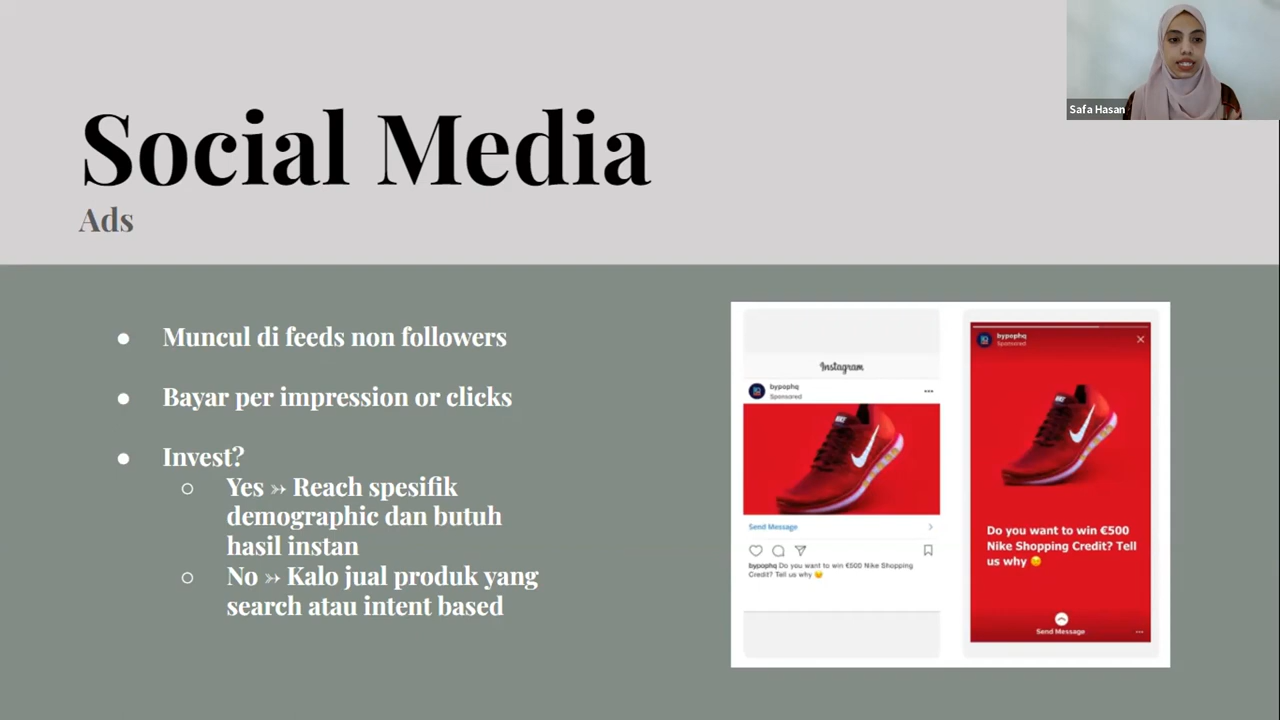 Safa Hasan
Social Media
Ads
● Muncul di feeds non followers
● Bayar per impression or clicks
● Invest?
○ Yes ➳ Reach spesifik
demographic dan butuh
hasil instan
○ No ➳ Kalo jual produk yang
search atau intent based
Instagram
bypophq
Sponsored
Send Message
bypophq Do you want to win €500 Nike Shopping
Credit? Tell us why 😉
bypophq
Sponsored
Do you want to win €500
Nike Shopping Credit? Tell
us why 😉
Send Message